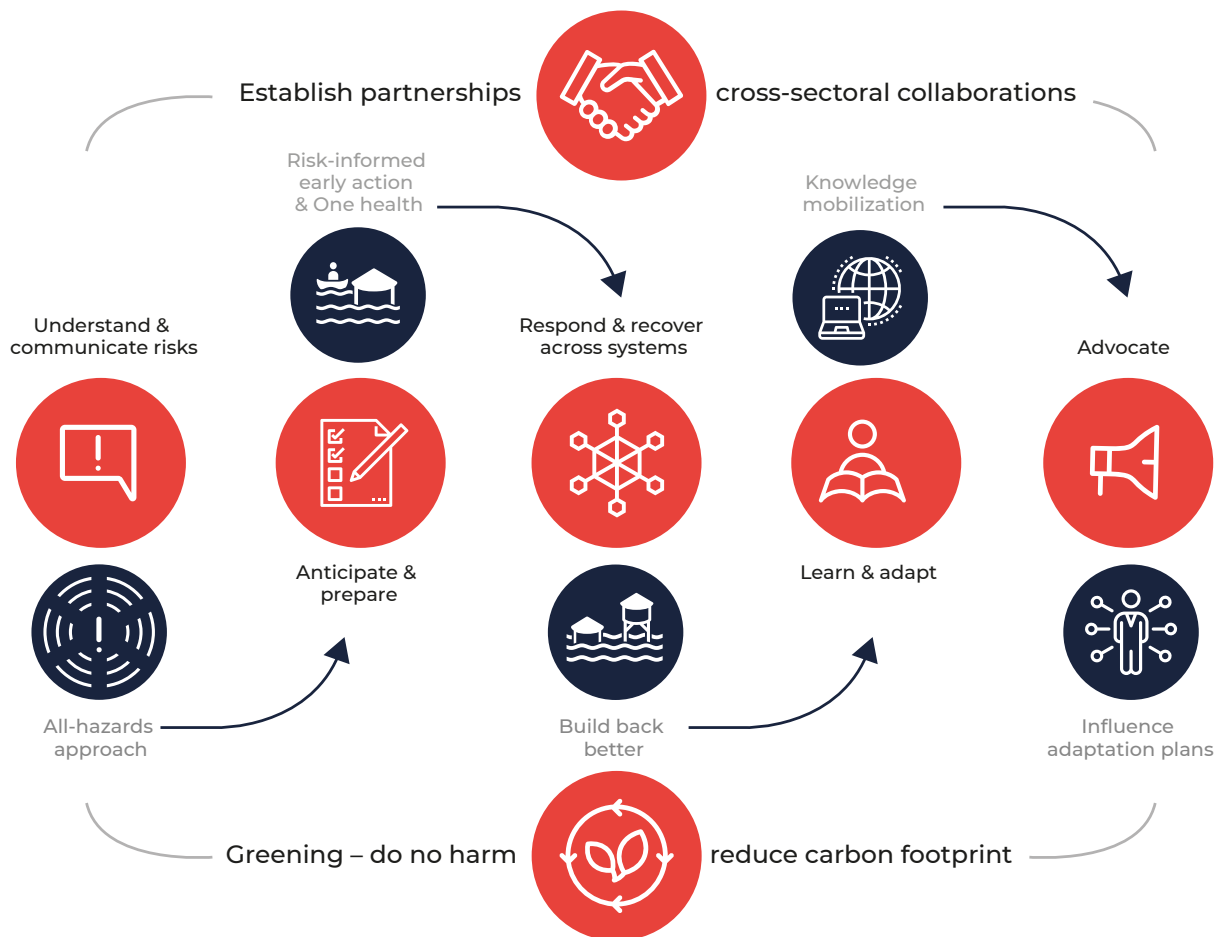 Establish partnerships
cross-sectoral collaborations
Risk-informed
early action
& One health
Knowledge
mobilization
Understand &
communicate risks
Respond & recover
across systems
Advocate
Anticipate &
prepare
Learn & adapt
All-hazards
approach
Build back
better
Influence
adaptation plans
Greening – do no harm
reduce carbon footprint